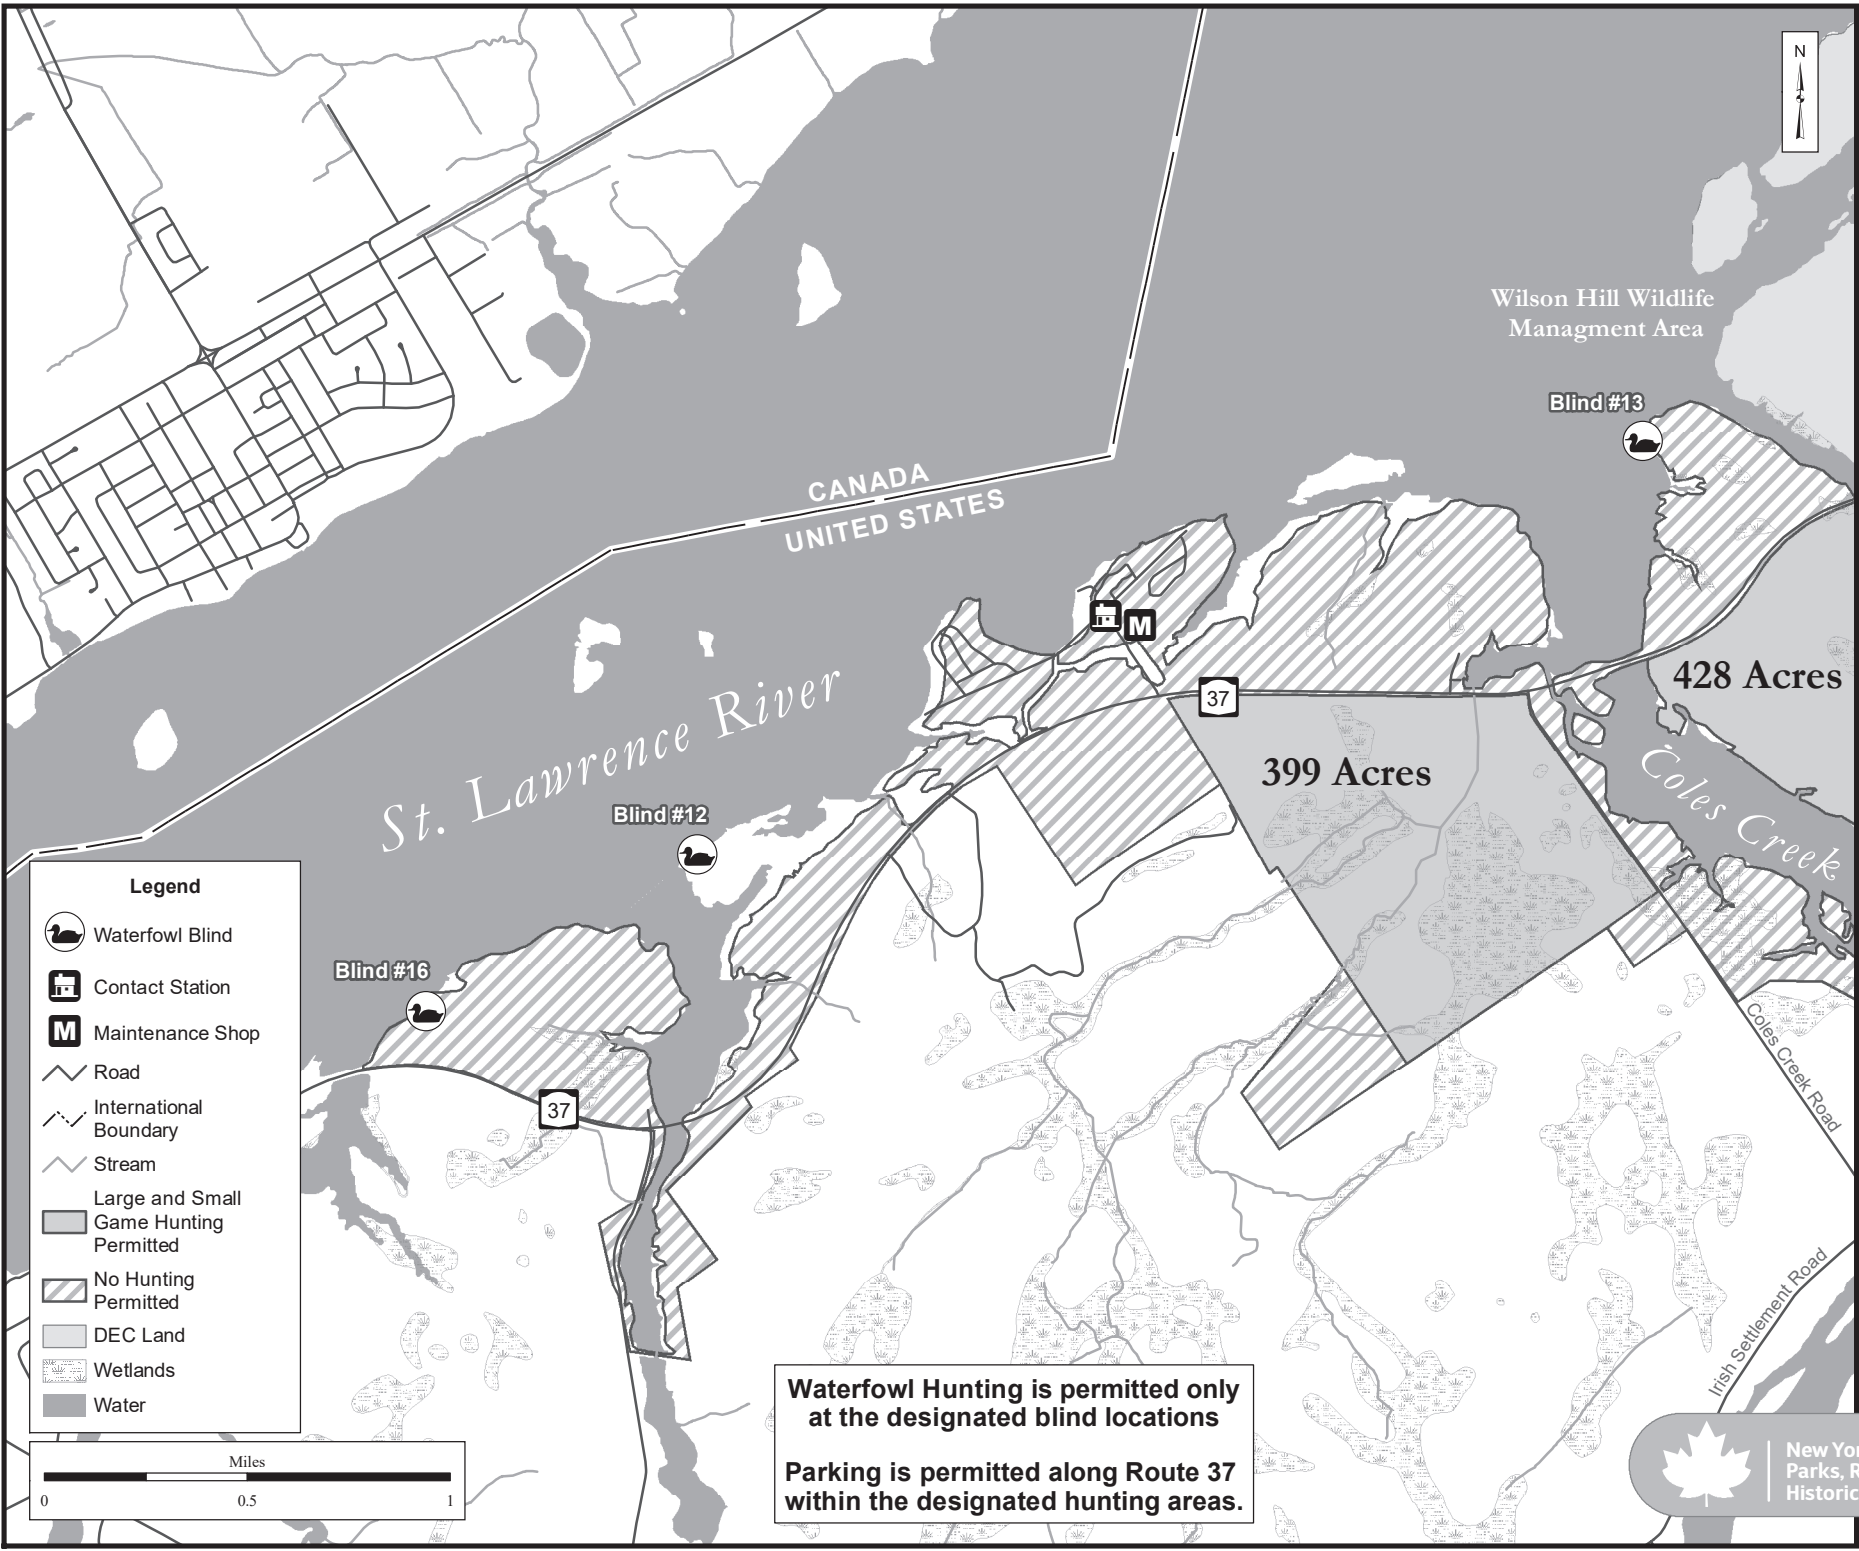 N
Wilson Hill Wildlife
Managment Area
Blind #13
CANADA
UNITED STATES
M
37
428 Acres
399 Acres
St. Lawrence River
Coles Creek
Blind #12
Blind #16
37
Coles Creek Road
Irish Settlement Road
Legend
Waterfowl Blind
Contact Station
M Maintenance Shop
Road
International
Boundary
Stream
Large and Small
Game Hunting
Permitted
No Hunting
Permitted
DEC Land
Wetlands
Water
Miles
0 0.5 1
Waterfowl Hunting is permitted only
at the designated blind locations
Parking is permitted along Route 37
within the designated hunting areas.
New Yor
Parks, R
Historic